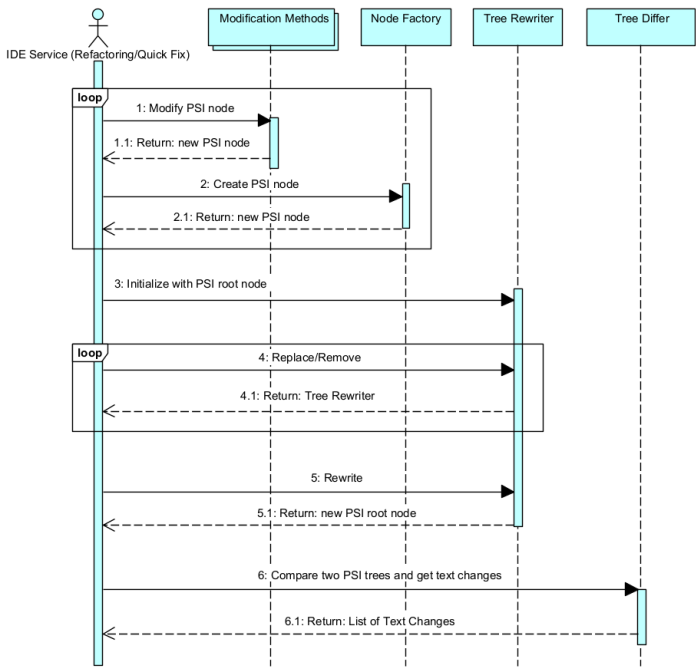 Modification Methods
Node Factory
Tree Rewriter
Tree Differ
IDE Service (Refactoring/Quick Fix)
loop
1: Modify PSI node
1.1: Return: new PSI node
2: Create PSI node
2.1: Return: new PSI node
3: Initialize with PSI root node
loop
4: Replace/Remove
4.1: Return: Tree Rewriter
5: Rewrite
5.1: Return: new PSI root node
6: Compare two PSI trees and get text changes
6.1: Return: List of Text Changes